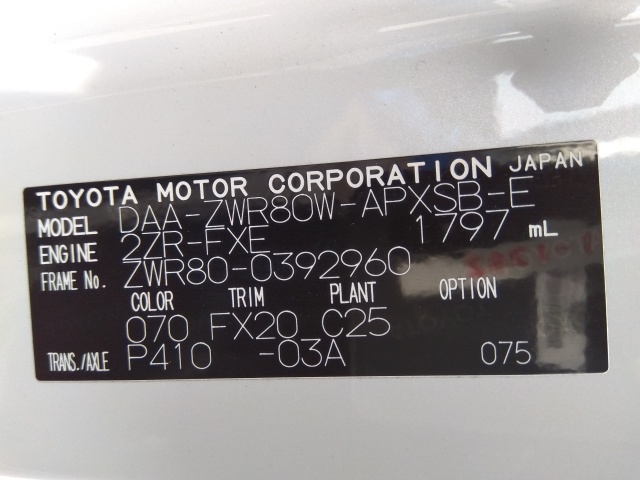 TOYOTA MOTOR CORPORATION JAPAN
MODEL DAA-ZWR80W-APXSB-E
ENGINE 2ZR-FXE 1797 mL
FRAME No. ZWR80-0392960
COLOR TRIM PLANT OPTION
070 FX20 C25
TRANS./AXLE P410 -03A 075